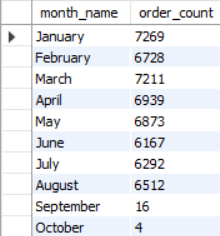 month_name order_count
January 7269
February 6728
March 7211
April 6939
May 6873
June 6167
July 6292
August 6512
September 16
October 4